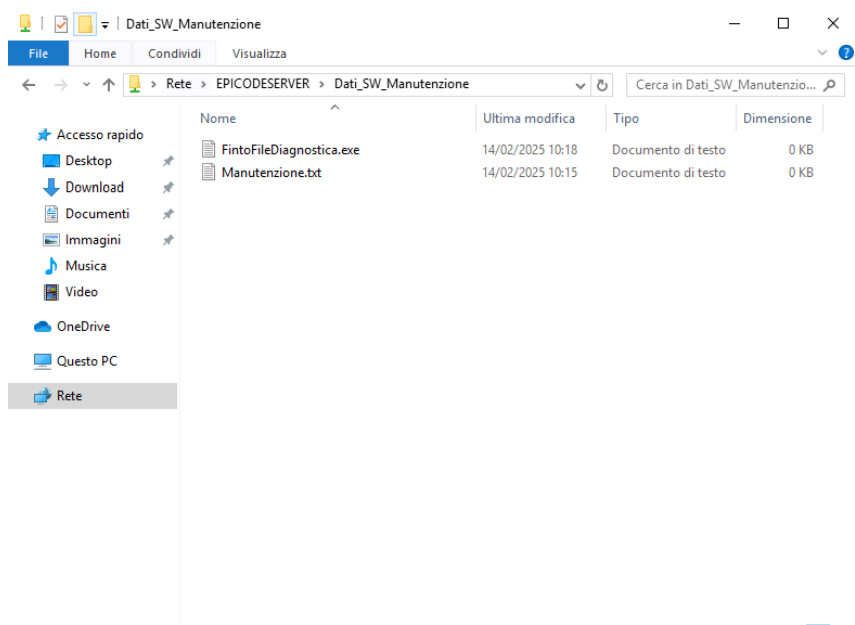 Dati_SW_Manutenzione
File Home Condividi Visualizza
Rete > EPICODESERVER > Dati_SW_Manutenzione
Cerca in Dati_SW_Manutenzio...
Nome Ultima modifica Tipo Dimensione
FintoFileDiagnostica.exe 14/02/2025 10:18 Documento di testo 0 KB
Manutenzione.txt 14/02/2025 10:15 Documento di testo 0 KB
Accesso rapido
Desktop
Download
Documenti
Immagini
Musica
Video
OneDrive
Questo PC
Rete